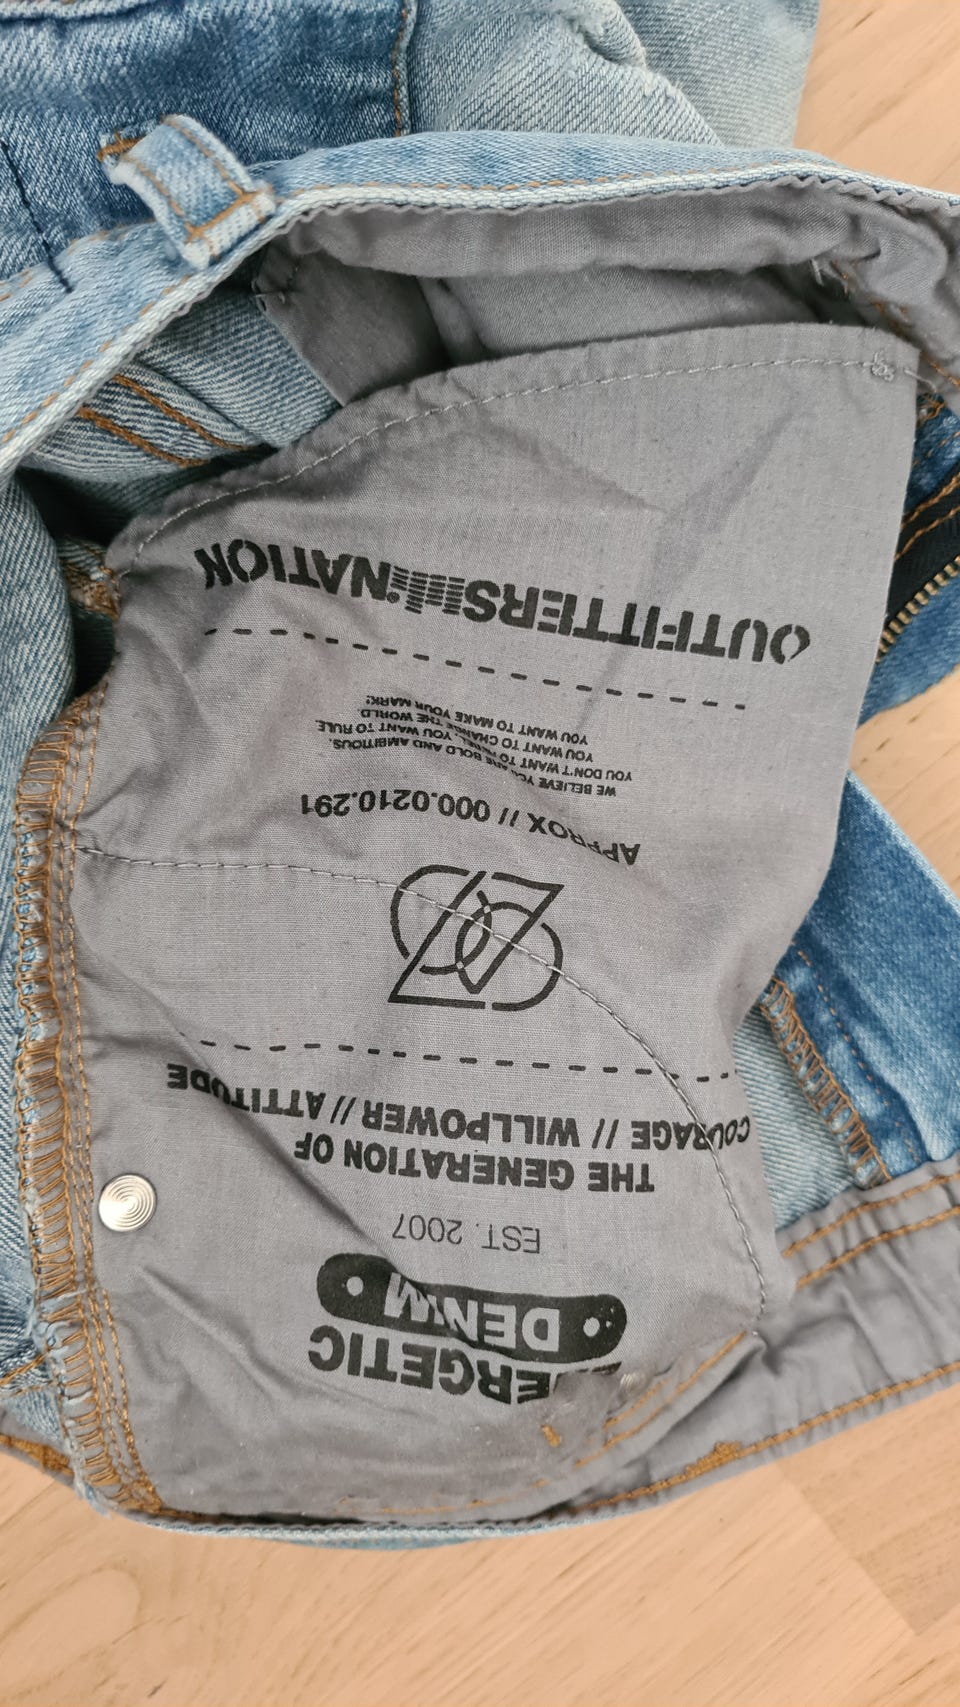 ENERGETIC
DENIM
EST. 2007
THE GENERATION OF
COURAGE // WILLPOWER // ATTITUDE
APPROX // 000.0210.291
WE BELIEVE YOU ARE BOLD AND AMBITIOUS.
YOU DON'T WANT TO REBEL, YOU WANT TO RULE
YOU WANT TO CHANGE THE WORLD
YOU WANT TO MAKE YOUR MARK!
OUTFITTERS NATION